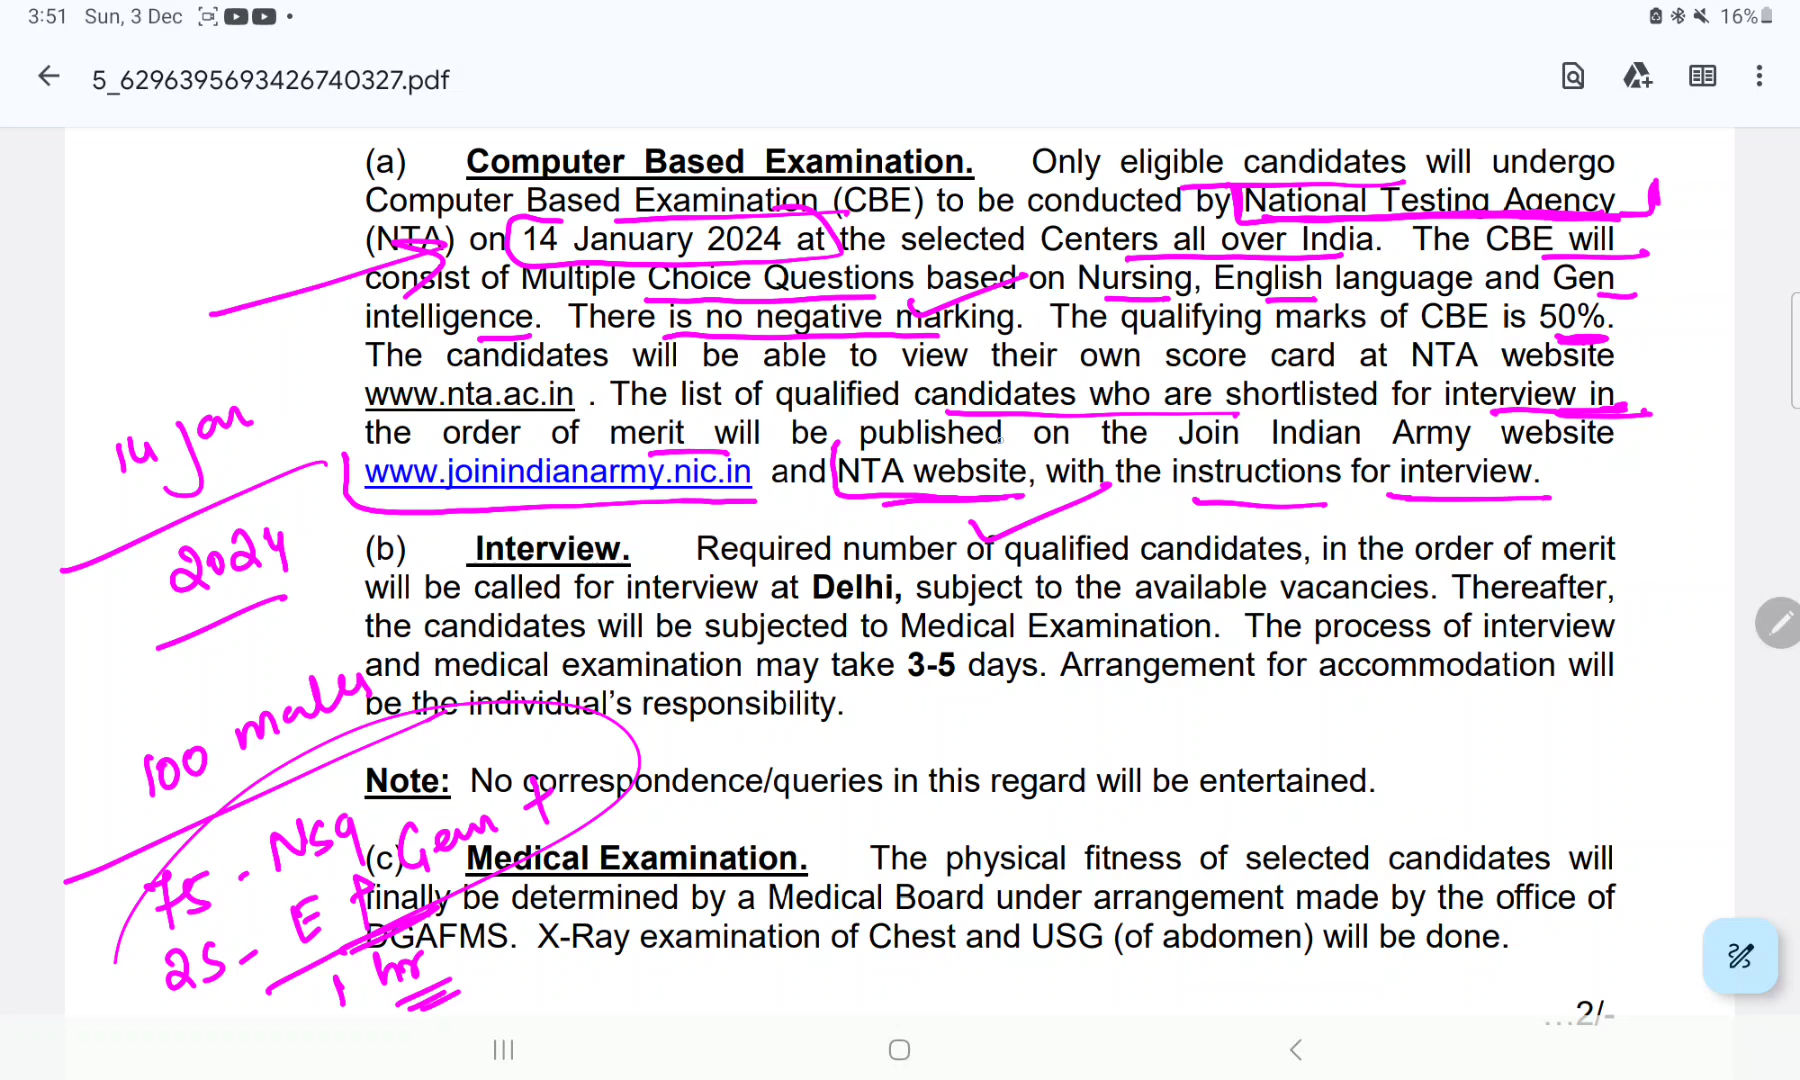 3:51 Sun, 3 Dec
16%
5_6296395693426740327.pdf
(a) Computer Based Examination. Only eligible candidates will undergo
Computer Based Examination (CBE) to be conducted by National Testing Agency
(NTA) on 14 January 2024 at the selected Centers all over India. The CBE will
consist of Multiple Choice Questions based on Nursing, English language and Gen
intelligence. There is no negative marking. The qualifying marks of CBE is 50%.
The candidates will be able to view their own score card at NTA website
www.nta.ac.in . The list of qualified candidates who are shortlisted for interview in
the order of merit will be published on the Join Indian Army website
www.joinindianarmy.nic.in and NTA website, with the instructions for interview.
14 Jan
2024
(b) Interview. Required number of qualified candidates, in the order of merit
will be called for interview at Delhi, subject to the available vacancies. Thereafter,
the candidates will be subjected to Medical Examination. The process of interview
and medical examination may take 3-5 days. Arrangement for accommodation will
be the individual's responsibility.
100 marks
Note: No correspondence/queries in this regard will be entertained.
75 - Nsg
25 - E + Gem +
1 hr
(c) Medical Examination. The physical fitness of selected candidates will
finally be determined by a Medical Board under arrangement made by the office of
DGAFMS. X-Ray examination of Chest and USG (of abdomen) will be done.
...2/-